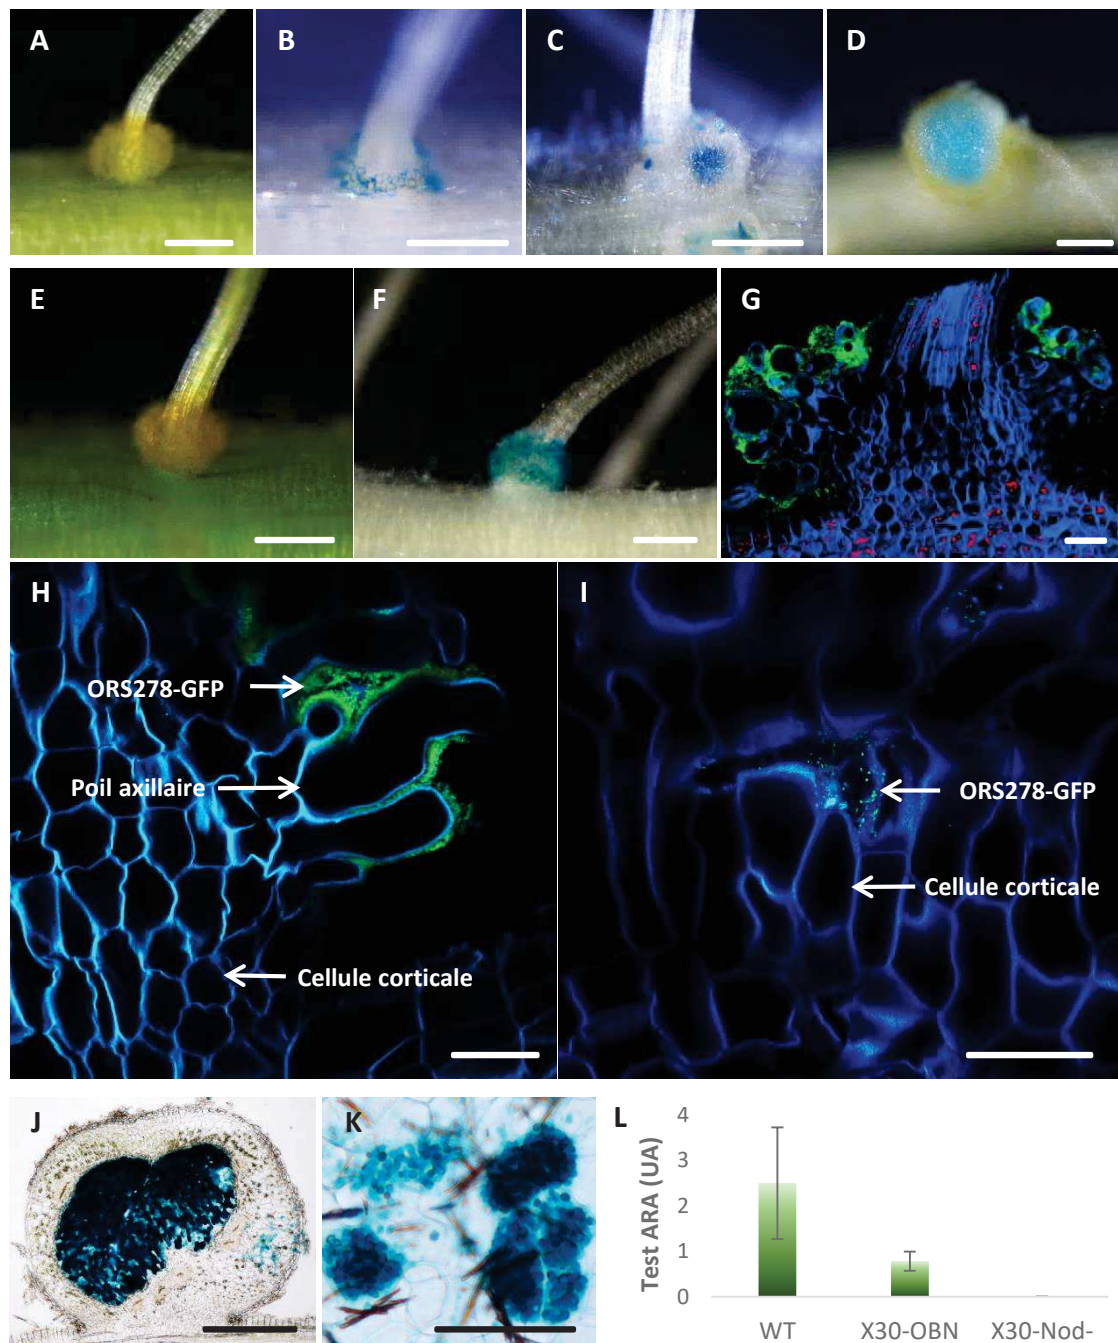 A
B
C
D
E
F
G
H
ORS278-GFP
Poil axillaire
Cellule corticale
I
ORS278-GFP
Cellule corticale
J
K
L
Test ARA (UA)
4
3
2
1
0
WT
X30-OBN
X30-Nod-